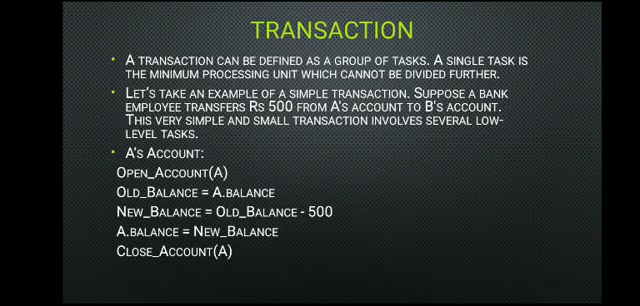 TRANSACTION
• A TRANSACTION CAN BE DEFINED AS A GROUP OF TASKS. A SINGLE TASK IS
THE MINIMUM PROCESSING UNIT WHICH CANNOT BE DIVIDED FURTHER.
• LET'S TAKE AN EXAMPLE OF A SIMPLE TRANSACTION. SUPPOSE A BANK
EMPLOYEE TRANSFERS RS 500 FROM A'S ACCOUNT TO B'S ACCOUNT.
THIS VERY SIMPLE AND SMALL TRANSACTION INVOLVES SEVERAL LOW-
LEVEL TASKS.
• A'S ACCOUNT:
OPEN_ACCOUNT(A)
OLD_BALANCE = A.BALANCE
NEW_BALANCE = OLD_BALANCE - 500
A.BALANCE = NEW_BALANCE
CLOSE_ACCOUNT(A)